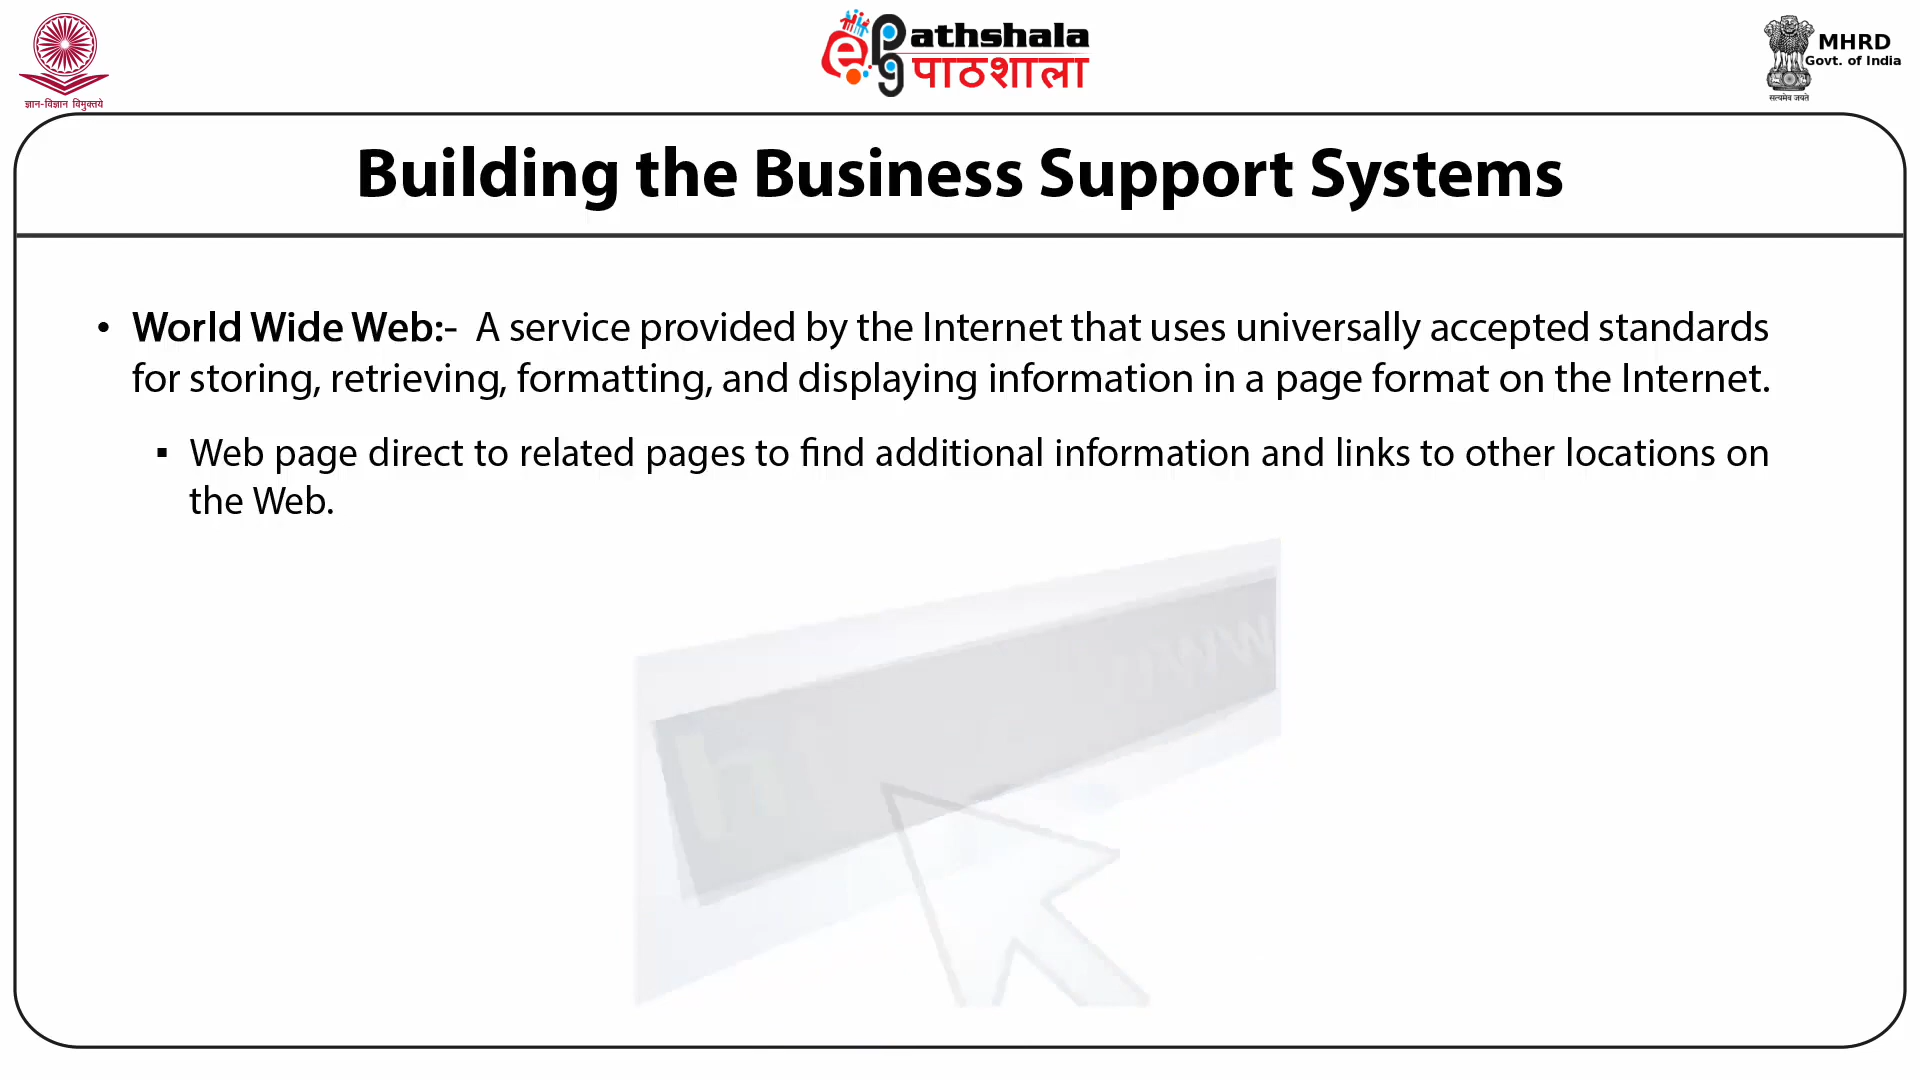 ज्ञान-विज्ञान विमुक्तये
ePathshala
पाठशाला
MHRD
Govt. of India
सत्यमेव जयते
Building the Business Support Systems
• World Wide Web:- A service provided by the Internet that uses universally accepted standards
for storing, retrieving, formatting, and displaying information in a page format on the Internet.
▪ Web page direct to related pages to find additional information and links to other locations on
the Web.
www